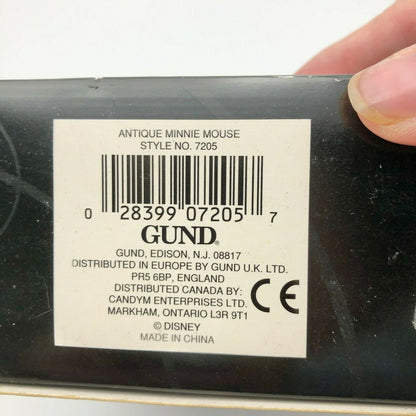 ANTIQUE MINNIE MOUSE
STYLE NO. 7205
0 28399 07205 7
GUND®
GUND, EDISON, N.J. 08817
DISTRIBUTED IN EUROPE BY GUND U.K. LTD.
PR5 6BP, ENGLAND
DISTRIBUTED CANADA BY:
CANDYM ENTERPRISES LTD.
MARKHAM, ONTARIO L3R 9T1
CE
© DISNEY
MADE IN CHINA